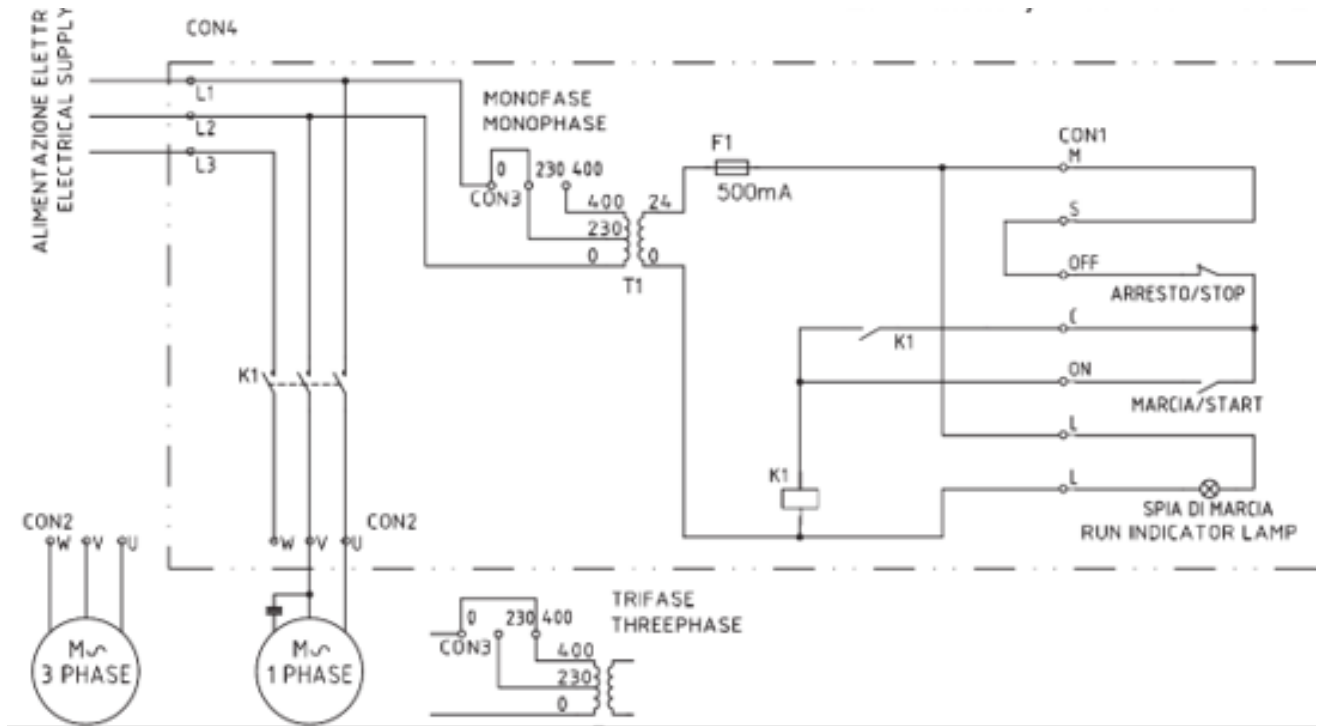 ALIMENTAZIONE ELETTR
ELECTRICAL SUPPLY
CON4
L1
L2
L3
MONOFASE
MONOPHASE
0 230 400
CON3
400
230
0
24
0
T1
F1
500mA
CON1
M
S
OFF
ARRESTO/STOP
C
K1
ON
MARCIA/START
L
K1
L
SPIA DI MARCIA
RUN INDICATOR LAMP
K1
CON2
W V U
M
3 PHASE
CON2
W V U
M
1 PHASE
TRIFASE
THREEPHASE
0 230 400
CON3
400
230
0